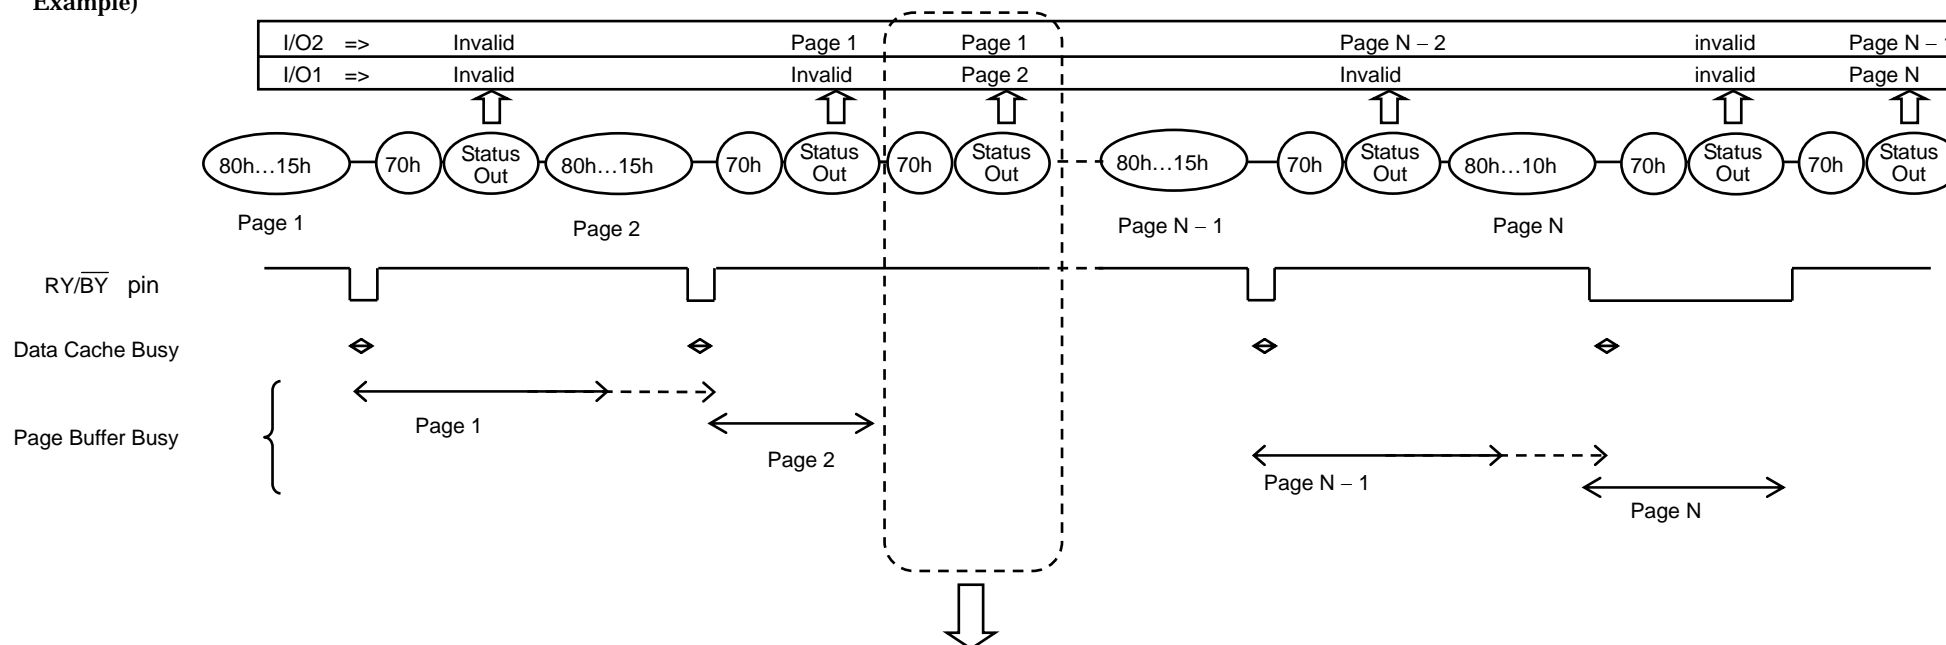 Example)
I/O2 => Invalid Page 1 Page 1 Page N − 2 invalid Page N − 1
I/O1 => Invalid Invalid Page 2 Invalid invalid Page N
80h…15h 70h Status Out 80h…15h 70h Status Out 70h Status Out 80h…15h 70h Status Out 80h…10h 70h Status Out 70h Status Out
Page 1 Page 2 Page N − 1 Page N
RY/BY pin
Data Cache Busy
Page 1
Page 2
Page Buffer Busy
Page N − 1
Page N